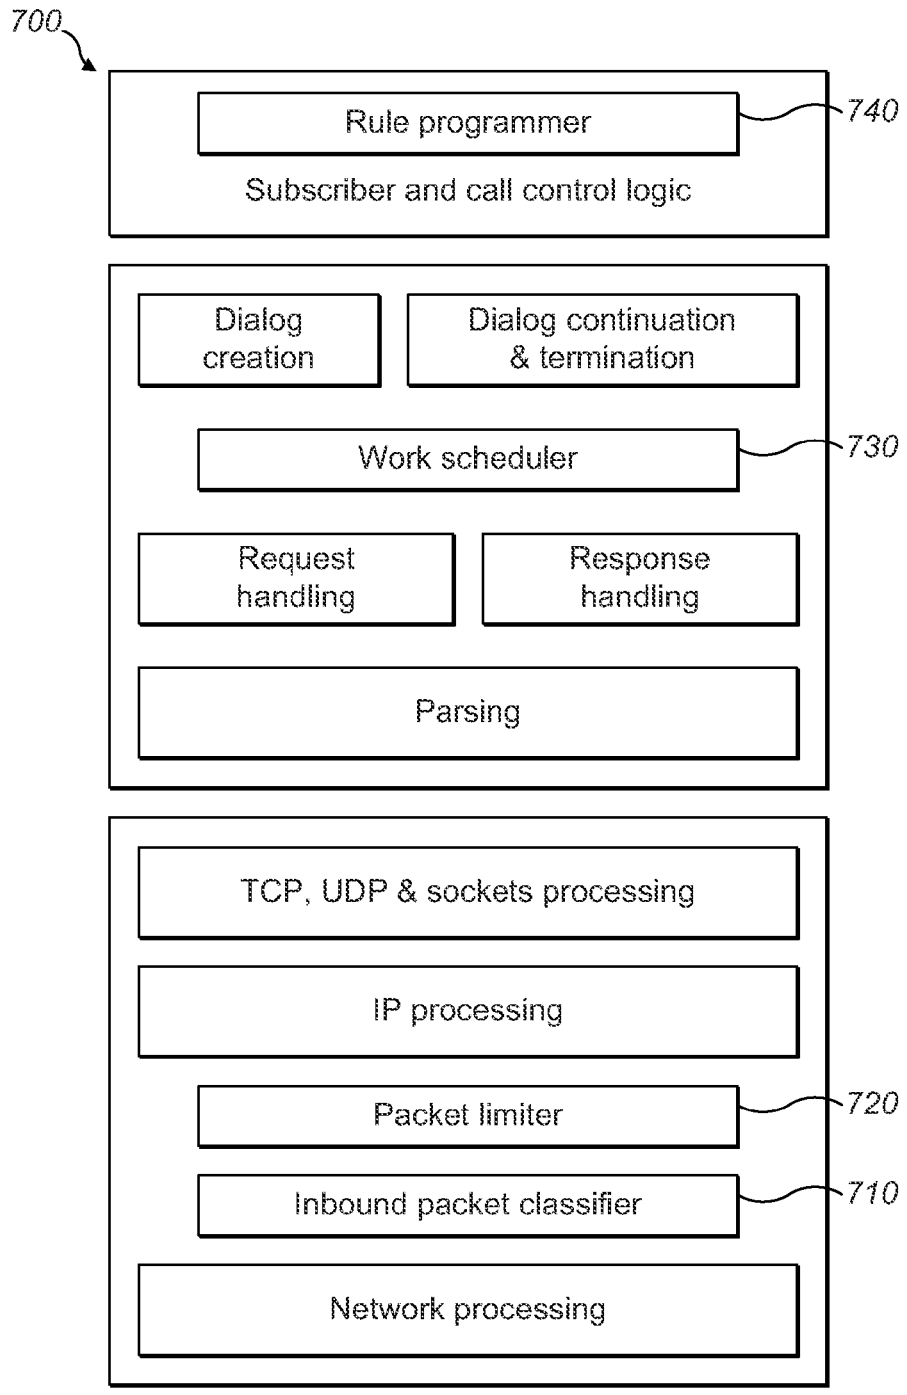 700
Rule programmer
740
Subscriber and call control logic
Dialog
creation
Dialog continuation
& termination
Work scheduler
730
Request
handling
Response
handling
Parsing
TCP, UDP & sockets processing
IP processing
Packet limiter
720
Inbound packet classifier
710
Network processing